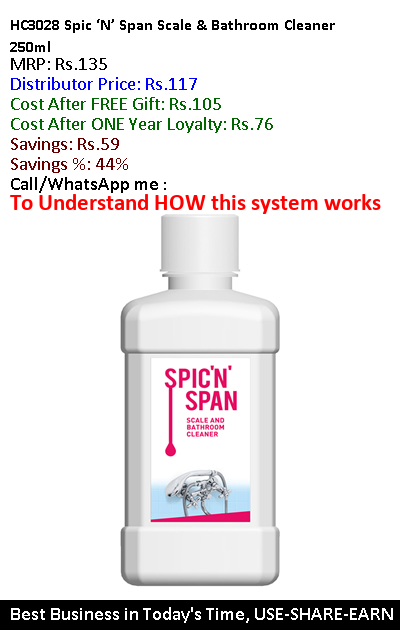 HC3028 Spic ‘N’ Span Scale & Bathroom Cleaner
250ml
MRP: Rs.135
Distributor Price: Rs.117
Cost After FREE Gift: Rs.105
Cost After ONE Year Loyalty: Rs.76
Savings: Rs.59
Savings %: 44%
Call/WhatsApp me :
To Understand HOW this system works
SPIC'N'
SPAN
SCALE AND
BATHROOM
CLEANER
Best Business in Today's Time, USE-SHARE-EARN